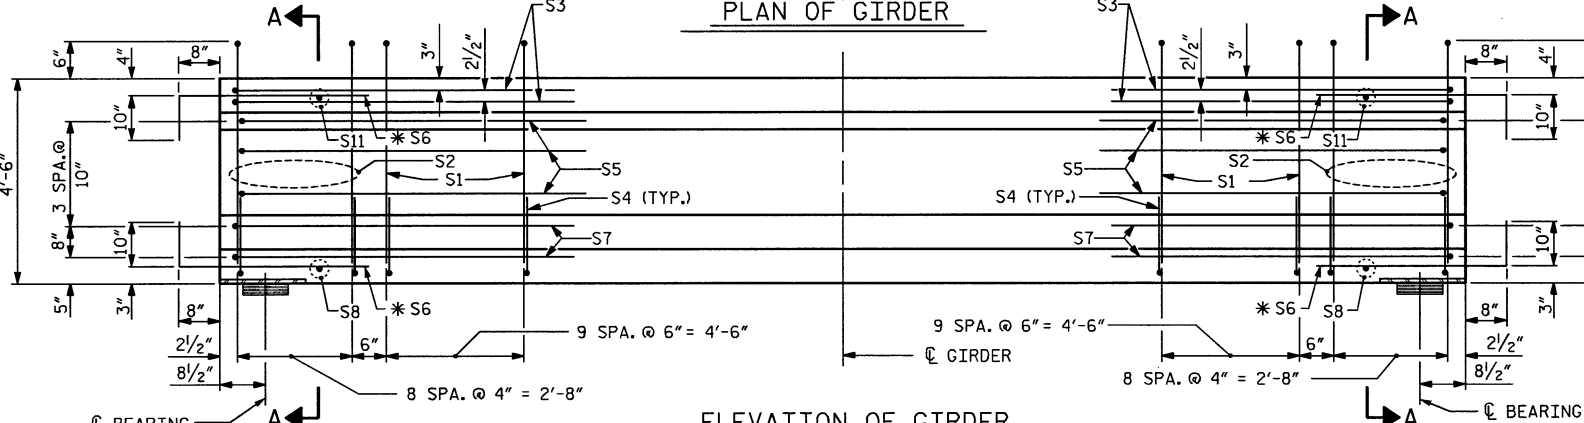 A S3 PLAN OF GIRDER S3 A
6" 8" 4" 3" 2½" 2½" 3" 8" 4"
10" S11 * S6 * S6 S11 10"
4'-6" 3 SPA.@ 10" S2 S1 S5 S5 S2 S1
S4 (TYP.) S4 (TYP.)
8" 10" S7 S7 10"
5" 3" S8 * S6 * S6 S8 3"
8" 9 SPA. @ 6" = 4'-6" 9 SPA. @ 6" = 4'-6" 8"
2½" 6" ℄ GIRDER 6" 2½"
8½" 8 SPA. @ 4" = 2'-8" 8 SPA. @ 4" = 2'-8" 8½"
℄ BEARING A ELEVATION OF GIRDER A ℄ BEARING